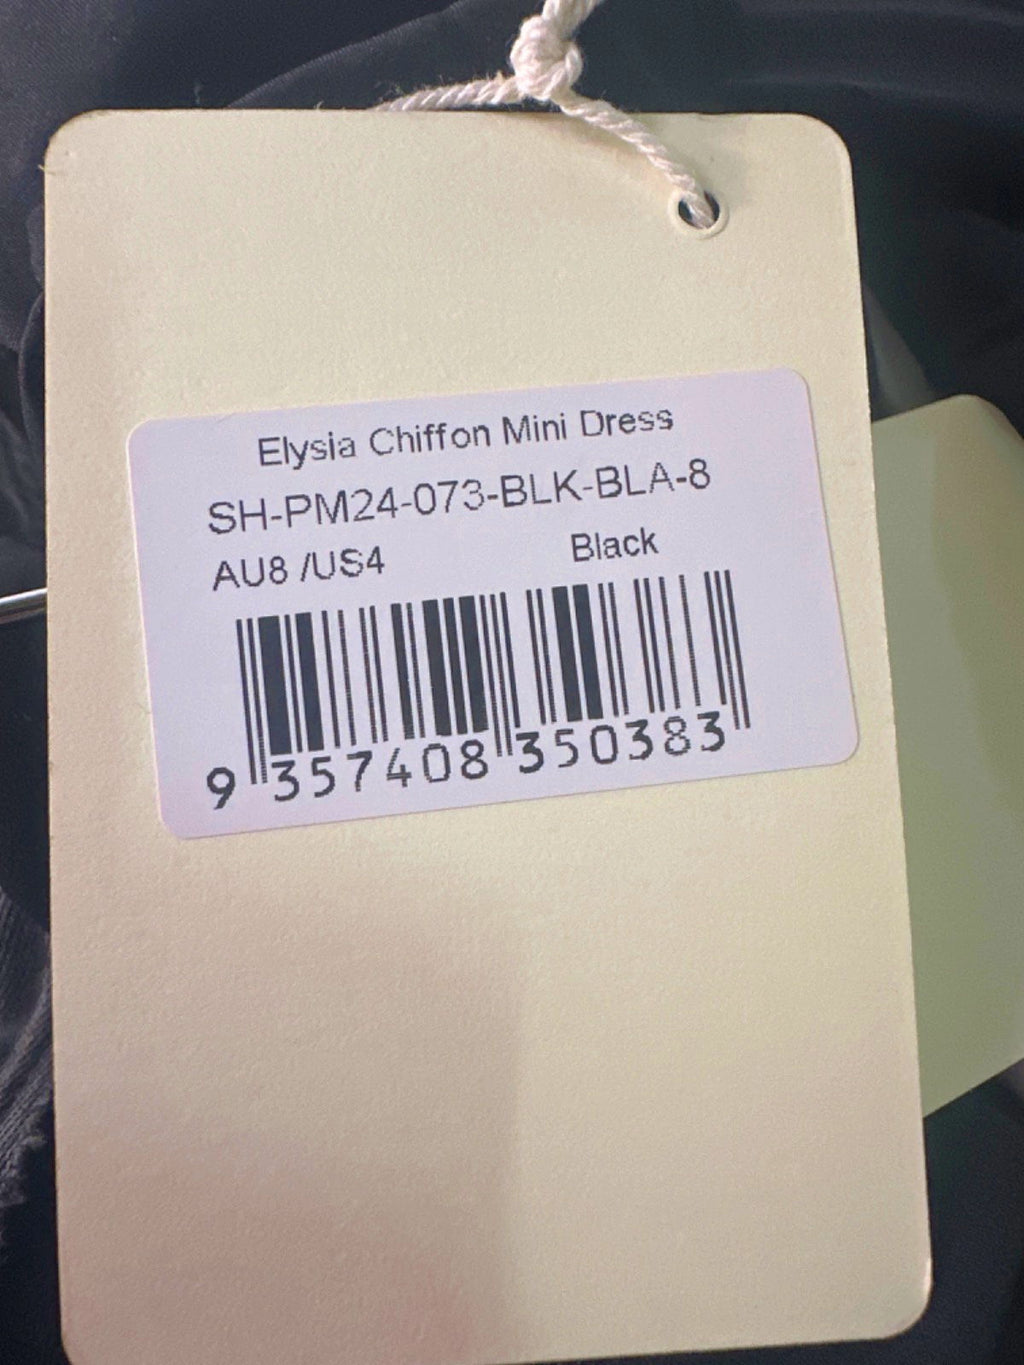 Elysia Chiffon Mini Dress
SH-PM24-073-BLK-BLA-8
AU8 /US4 Black
9 357408 350383